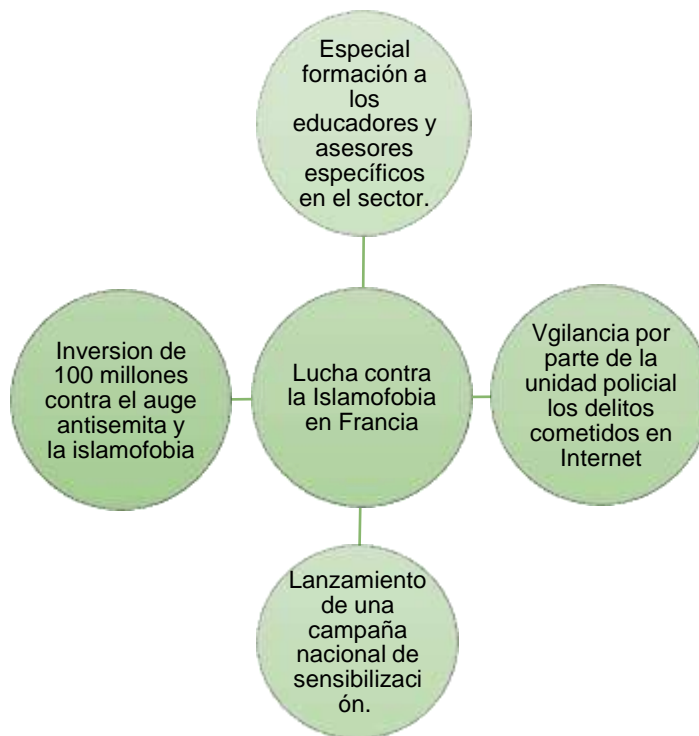 Especial
formación a
los
educadores y
asesores
específicos
en el sector.
Inversion de
100 millones
contra el auge
antisemita y
la islamofobia
Lucha contra
la Islamofobia
en Francia
Vgilancia por
parte de la
unidad policial
los delitos
cometidos en
Internet
Lanzamiento
de una
campaña
nacional de
sensibilizaci
ón.